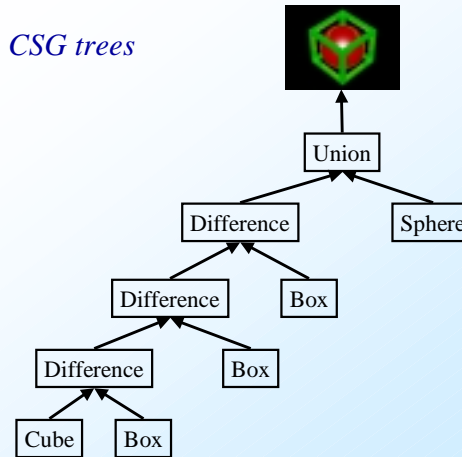 CSG trees
Union
Difference
Sphere
Difference
Box
Difference
Box
Cube
Box